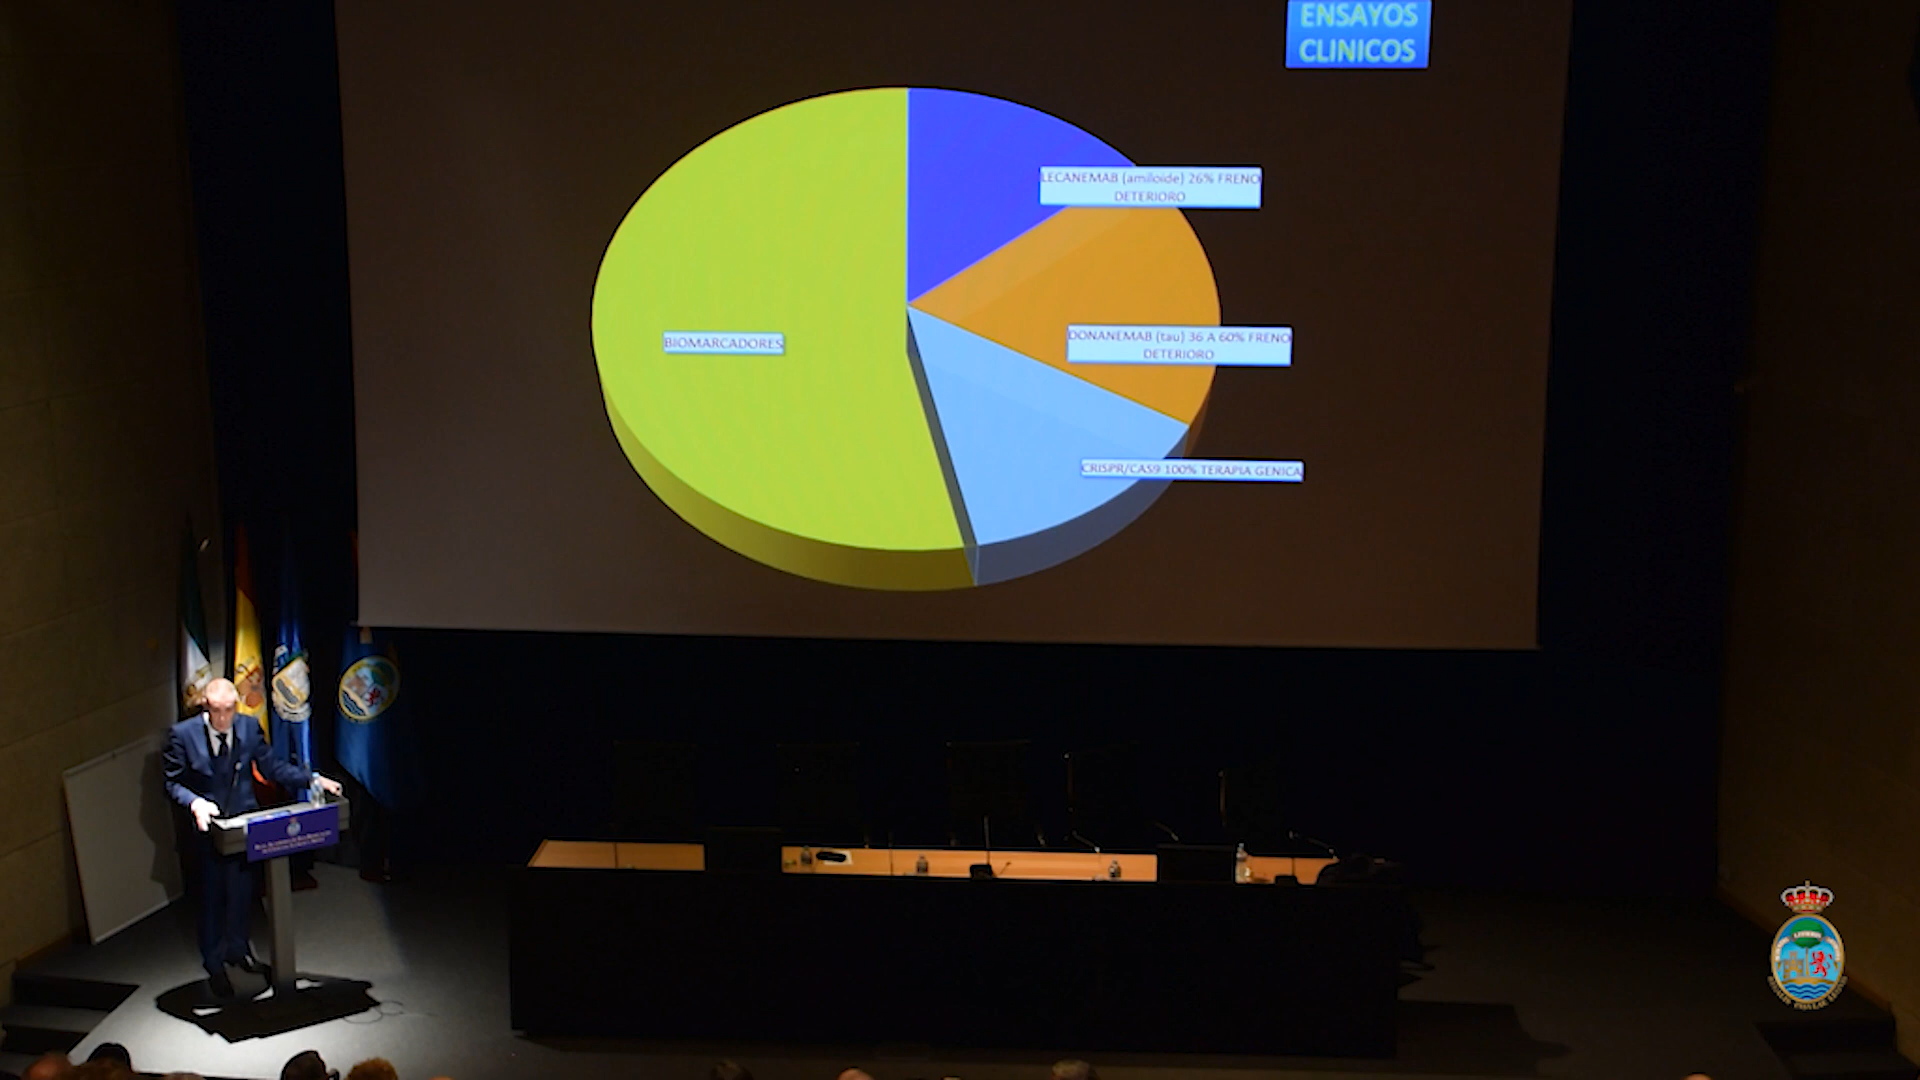 ENSAYOS
CLINICOS
LECANEMAB (amiloide) 26% FRENO
DETERIORO
DONANEMAB (tau) 36 A 60% FRENO
DETERIORO
BIOMARCADORES
CRISPR/CAS9 100% TERAPIA GENICA